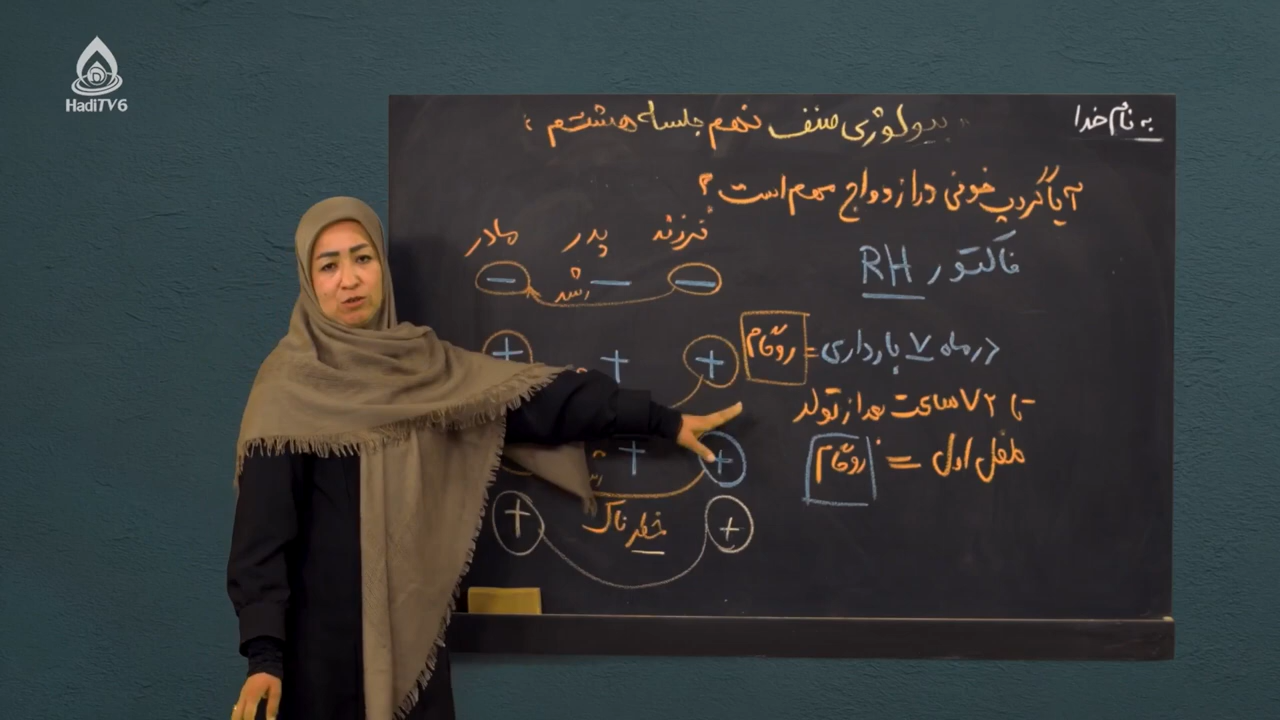 HadiTV6
به نام خدا
بیولوژی صنف نهم جلسه هشتم :
آیا گروپ خونی در ازدواج مهم است ؟
فاکتور RH
فرزند پدر مادر
− − −
رشد
در ماه ۷ بارداری = روگام
+ + +
تا ۷۲ ساعت بعد از تولد
طفل اول = روگام
+ +
خطرناک
+ +